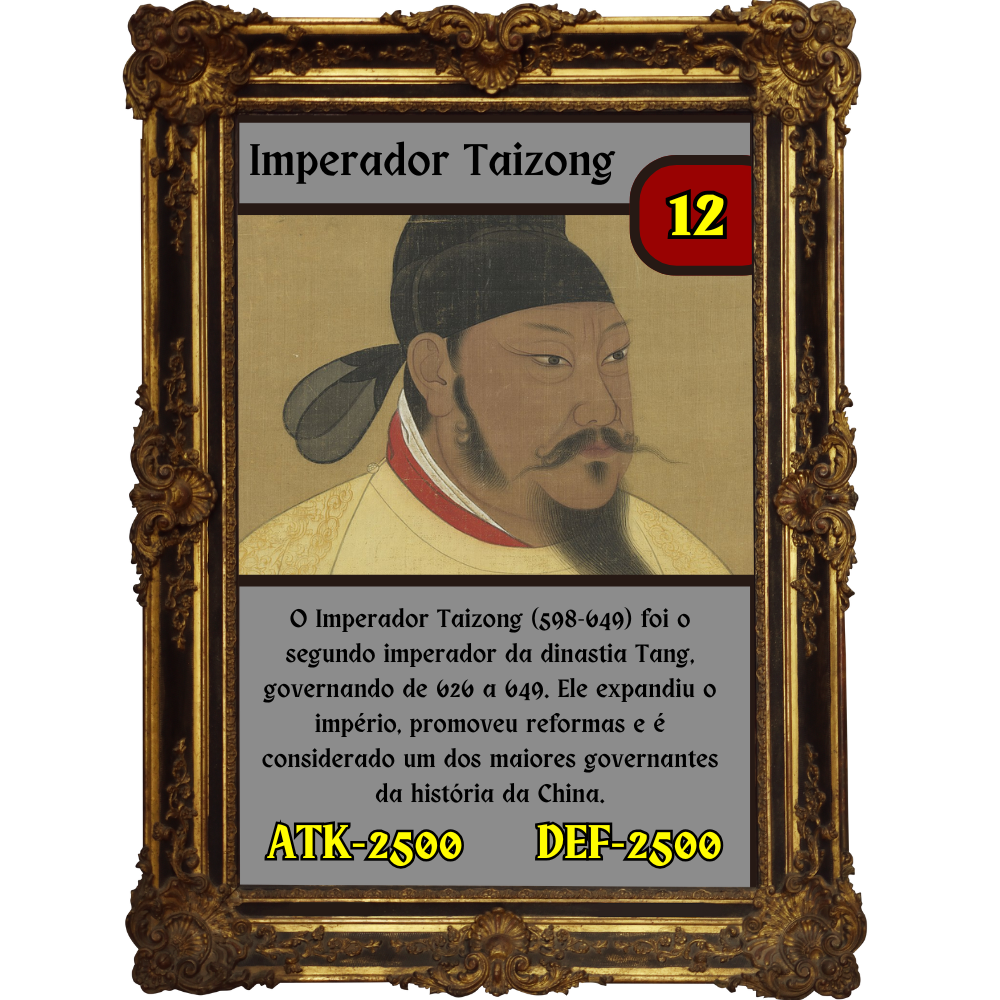 Imperador Taizong
12
O Imperador Taizong (598-649) foi o
segundo imperador da dinastia Tang,
governando de 626 a 649. Ele expandiu o
império, promoveu reformas e é
considerado um dos maiores governantes
da história da China.
ATK-2500 DEF-2500